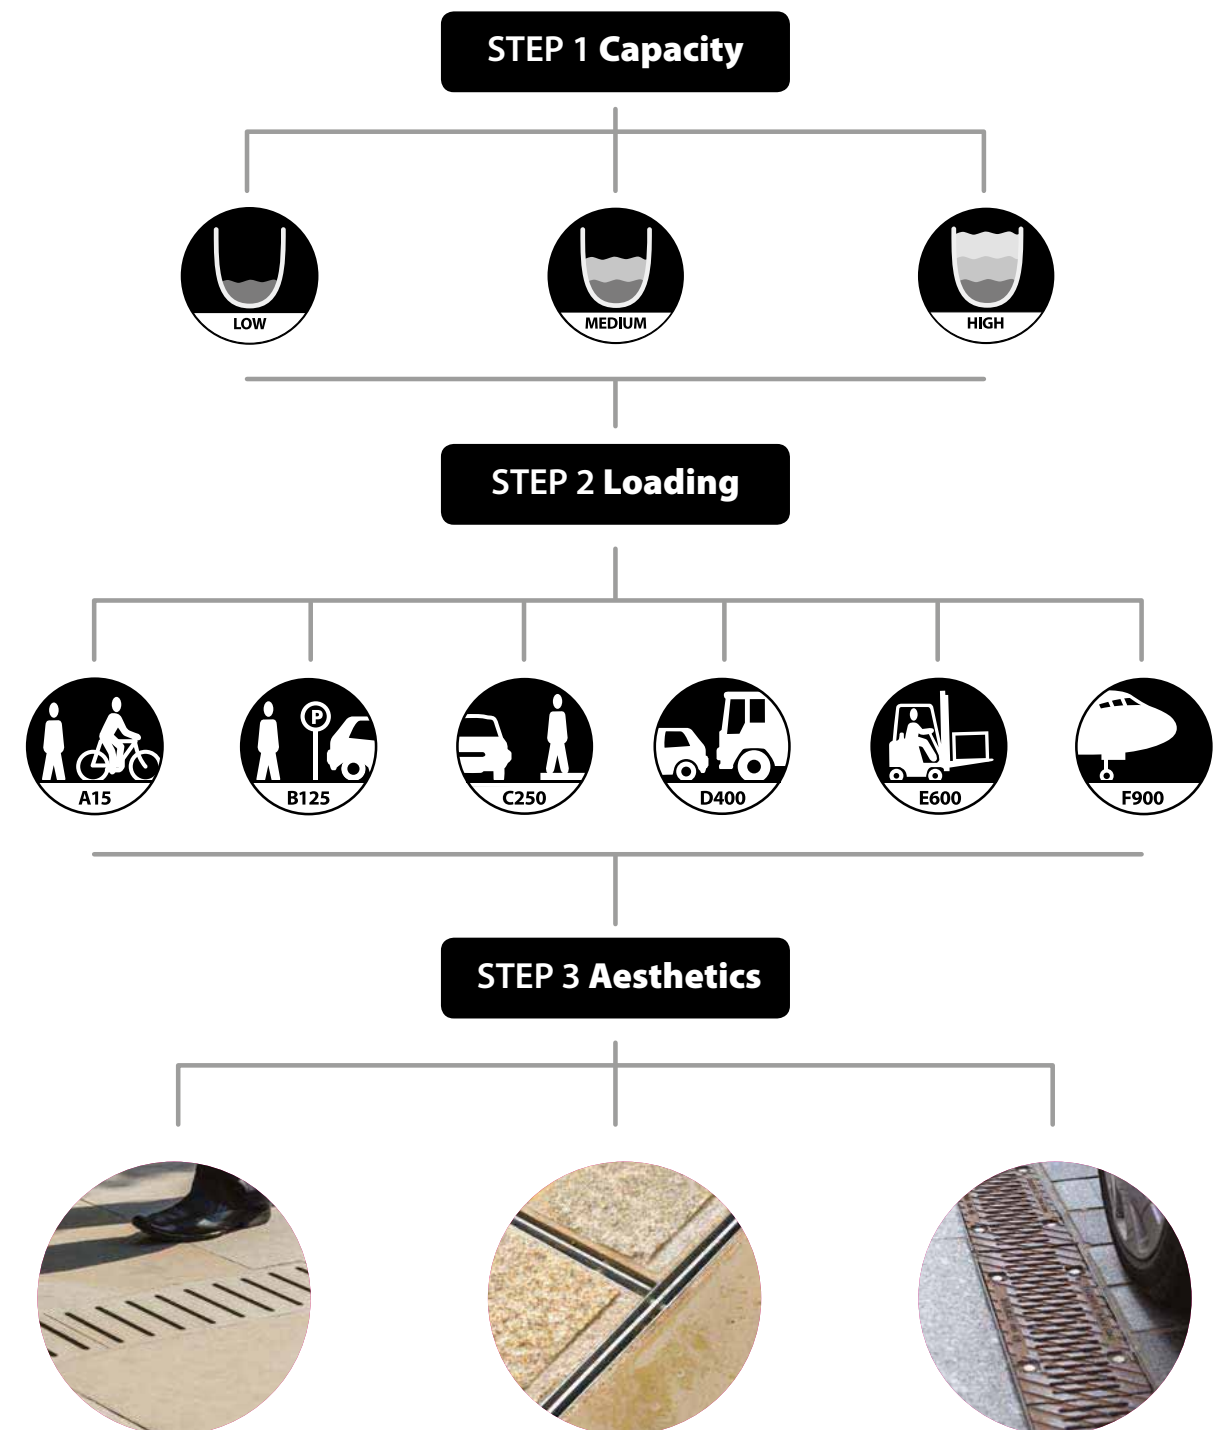 STEP 1 Capacity
LOW
MEDIUM
HIGH
STEP 2 Loading
P
A15
B125
C250
D400
E600
F900
STEP 3 Aesthetics